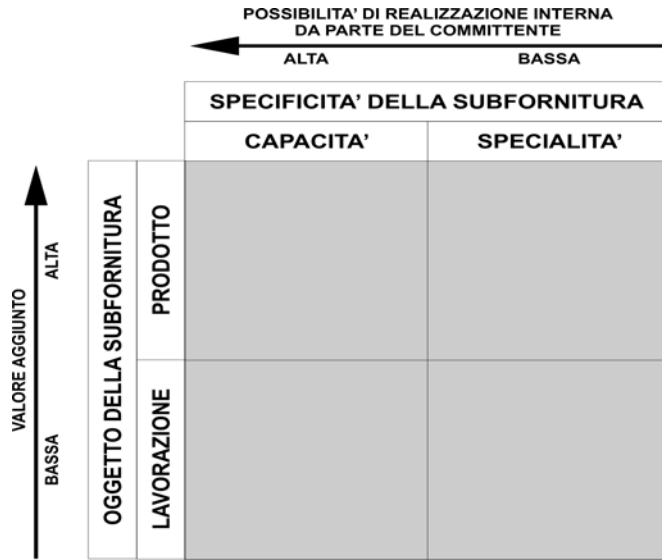 POSSIBILITA' DI REALIZZAZIONE INTERNA
DA PARTE DEL COMMITTENTE
ALTA BASSA
SPECIFICITA' DELLA SUBFORNITURA
CAPACITA' SPECIALITA'
VALORE AGGIUNTO
ALTA
BASSA
OGGETTO DELLA SUBFORNITURA
PRODOTTO
LAVORAZIONE